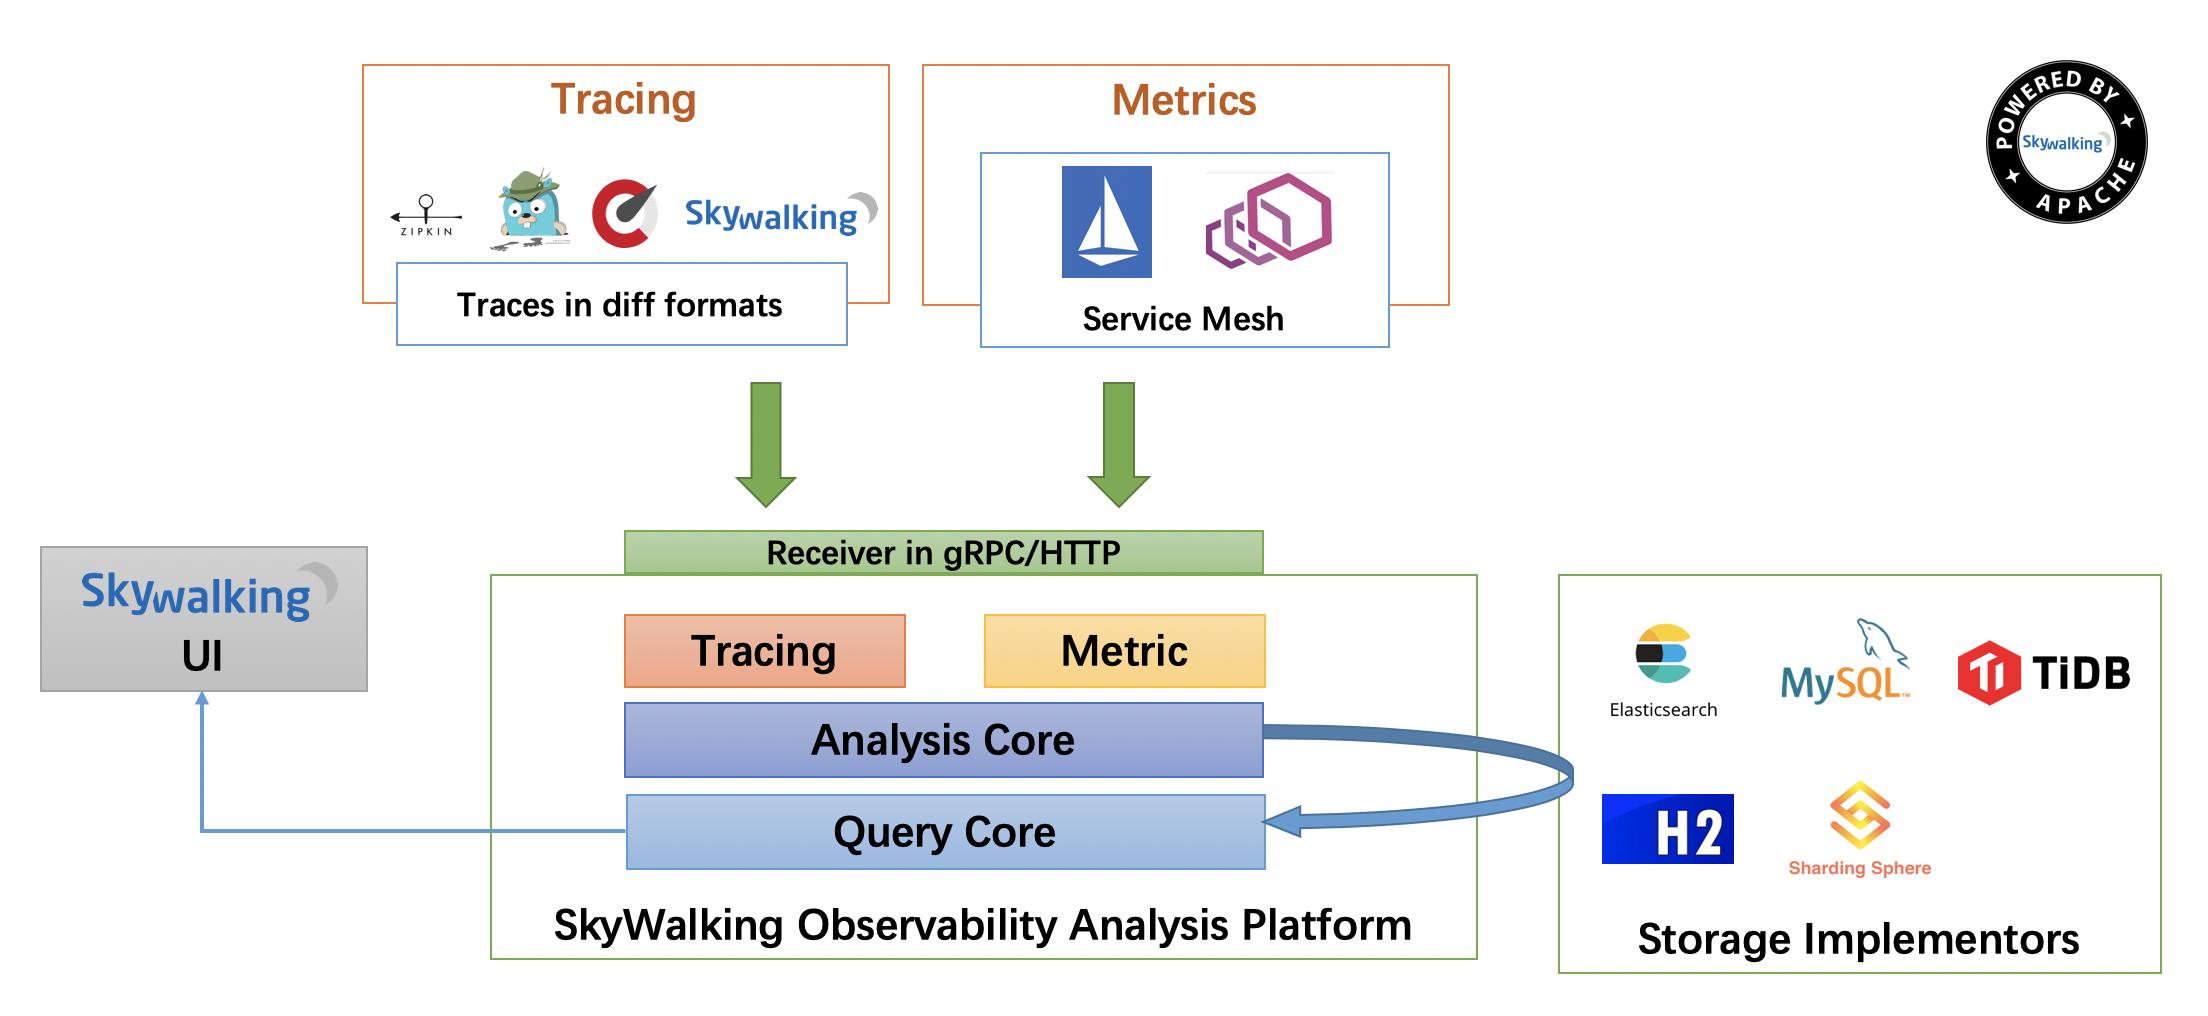 Tracing
ZIPKIN
Skywalking
Traces in diff formats
Metrics
Service Mesh
POWERED BY
Skywalking
APACHE
Receiver in gRPC/HTTP
Skywalking
UI
Tracing
Metric
Analysis Core
Query Core
SkyWalking Observability Analysis Platform
Elasticsearch
MySQL™
TiDB
H2
Sharding Sphere
Storage Implementors